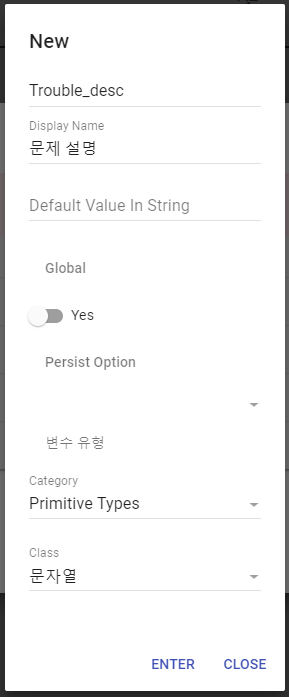 New
Trouble_desc
Display Name
문제 설명
Default Value In String
Global
Yes
Persist Option
변수 유형
Category
Primitive Types
Class
문자열
ENTER CLOSE